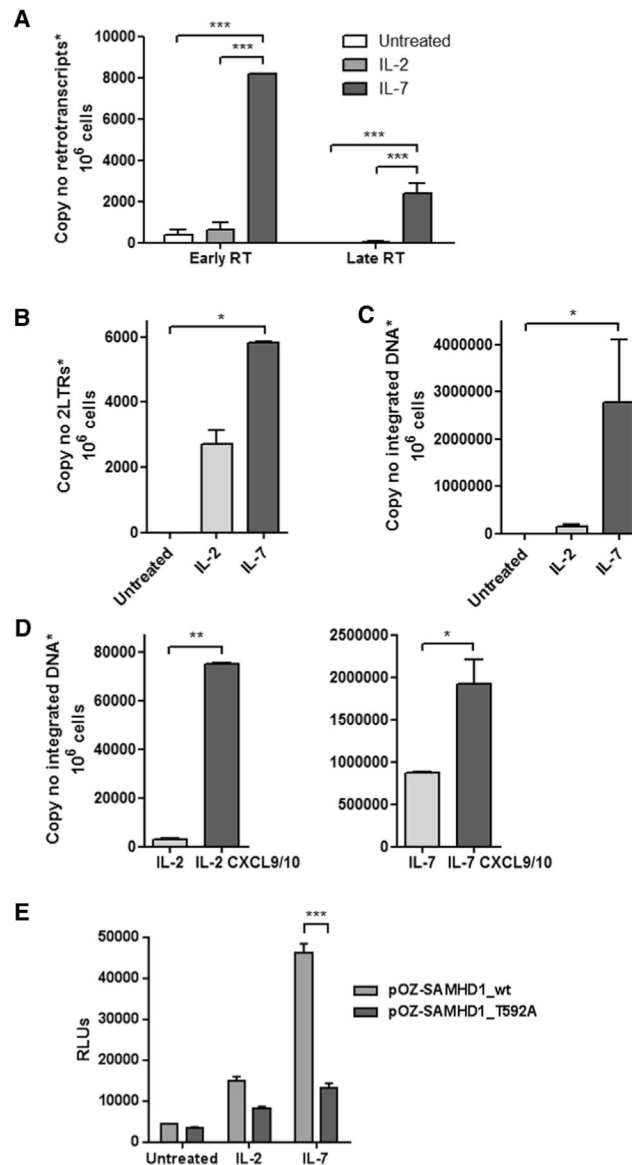 A
Copy no retrotranscripts*
10⁶ cells
10000
8000
6000
4000
2000
0
***
***
***
***
Untreated
IL-2
IL-7
Early RT
Late RT
B
Copy no 2LTRs*
10⁶ cells
6000
4000
2000
0
*
Untreated
IL-2
IL-7
C
Copy no integrated DNA*
10⁶ cells
4000000
3000000
2000000
1000000
0
*
Untreated
IL-2
IL-7
D
Copy no integrated DNA*
10⁶ cells
80000
60000
40000
20000
0
**
IL-2
IL-2 CXCL9/10
2500000
2000000
1500000
1000000
500000
0
*
IL-7
IL-7 CXCL9/10
E
RLUs
50000
40000
30000
20000
10000
0
***
pOZ-SAMHD1_wt
pOZ-SAMHD1_T592A
Untreated
IL-2
IL-7